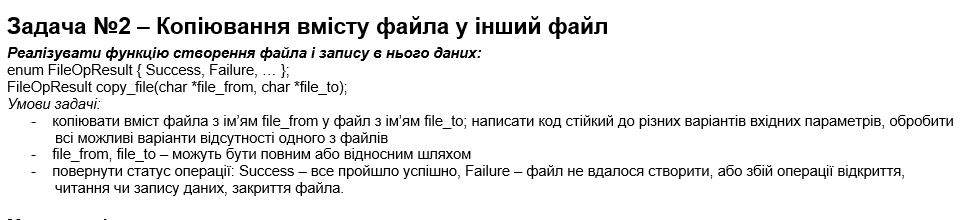 Задача №2 – Копіювання вмісту файла у інший файл
Реалізувати функцію створення файла і запису в нього даних:
enum FileOpResult { Success, Failure, … };
FileOpResult copy_file(char *file_from, char *file_to);
Умови задачі:
- копіювати вміст файла з ім’ям file_from у файл з ім’ям file_to; написати код стійкий до різних варіантів вхідних параметрів, обробити
всі можливі варіанти відсутності одного з файлів
- file_from, file_to – можуть бути повним або відносним шляхом
- повернути статус операції: Success – все пройшло успішно, Failure – файл не вдалося створити, або збій операції відкриття,
читання чи запису даних, закриття файла.